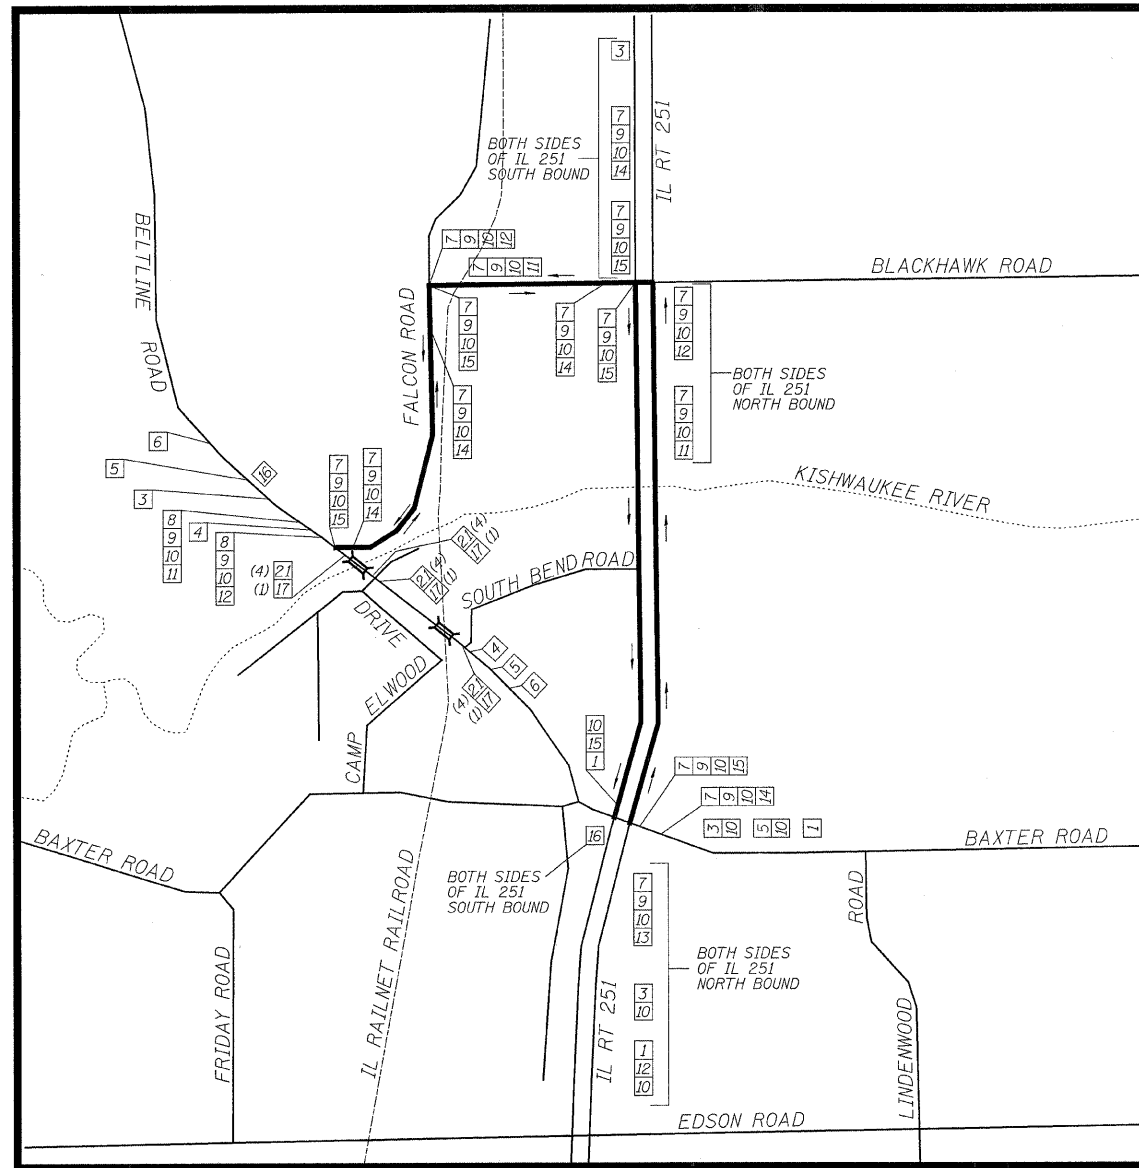 3
7
9
10
14
BOTH SIDES
OF IL 251
SOUTH BOUND
IL RT 251
7
9
10
15
7 9 10 12
7 9 10 11
BLACKHAWK ROAD
BELTLINE ROAD
FALCON ROAD
7
9
10
15
7
9
10
14
7
9
10
15
7
9
10
12
BOTH SIDES
OF IL 251
NORTH BOUND
7
9
10
11
7
9
10
14
6
5
16
3
7
9
10
15
7
9
10
14
KISHWAUKEE RIVER
8
9
10
11
4
8
9
10
12
(4) 21
(1) 17
21 (4)
17 (1)
21 (4)
17 (1)
SOUTH BEND ROAD
DRIVE
ELWOOD
CAMP
4
5
6
(4) 21
(1) 17
10
15
1
7 9 10 15
7 9 10 14
3 10
5 10
1
16
BAXTER ROAD
BAXTER ROAD
BOTH SIDES
OF IL 251
SOUTH BOUND
7
9
10
13
BOTH SIDES
OF IL 251
NORTH BOUND
3
10
1
12
10
IL RT 251
IL RAILNET RAILROAD
FRIDAY ROAD
LINDENWOOD ROAD
EDSON ROAD